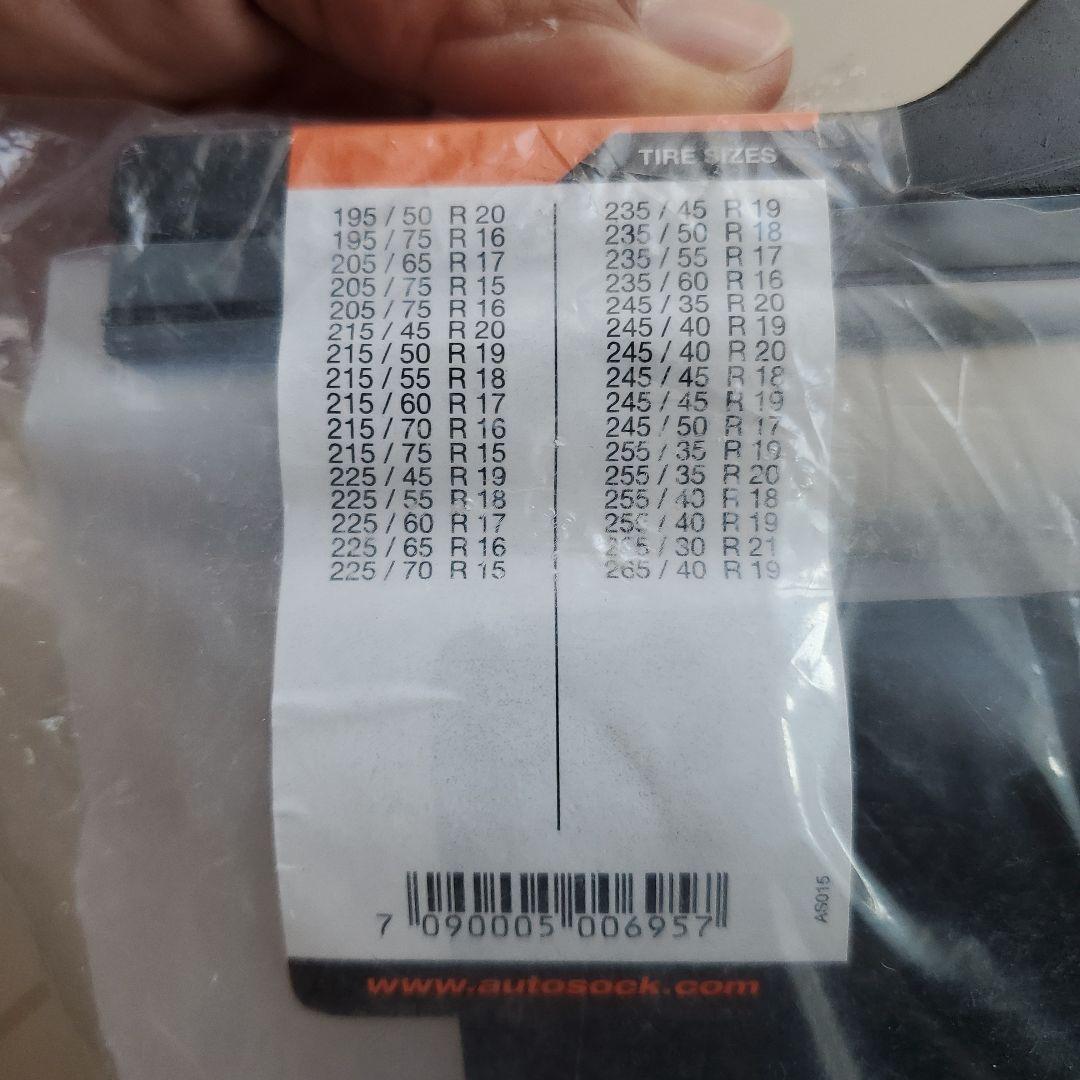 TIRE SIZES
195 / 50 R 20
195 / 75 R 16
205 / 65 R 17
205 / 75 R 15
205 / 75 R 16
215 / 45 R 20
215 / 50 R 19
215 / 55 R 18
215 / 60 R 17
215 / 70 R 16
215 / 75 R 15
225 / 45 R 19
225 / 55 R 18
225 / 60 R 17
225 / 65 R 16
225 / 70 R 15
235 / 45 R 19
235 / 50 R 18
235 / 55 R 17
235 / 60 R 16
245 / 35 R 20
245 / 40 R 19
245 / 40 R 20
245 / 45 R 18
245 / 45 R 19
245 / 50 R 17
255 / 35 R 19
255 / 35 R 20
255 / 40 R 18
255 / 40 R 19
/ 30 R 21
265 / 40 R 19
7 090005 006957
AS015
www.autosock.com